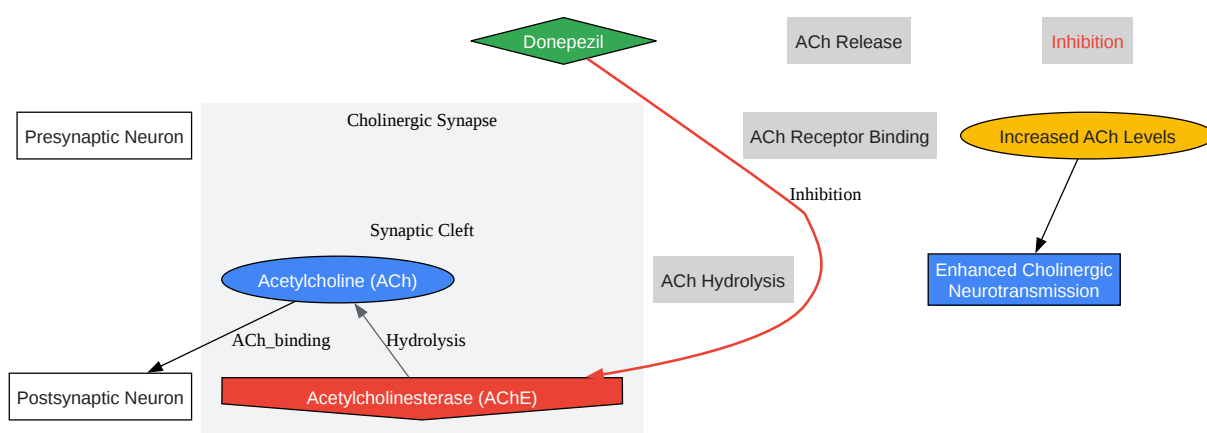 Donepezil
ACh Release
Inhibition
Cholinergic Synapse
Presynaptic Neuron
ACh Receptor Binding
Increased ACh Levels
Inhibition
Synaptic Cleft
Acetylcholine (ACh)
ACh Hydrolysis
Enhanced Cholinergic
Neurotransmission
ACh_binding
Hydrolysis
Postsynaptic Neuron
Acetylcholinesterase (AChE)